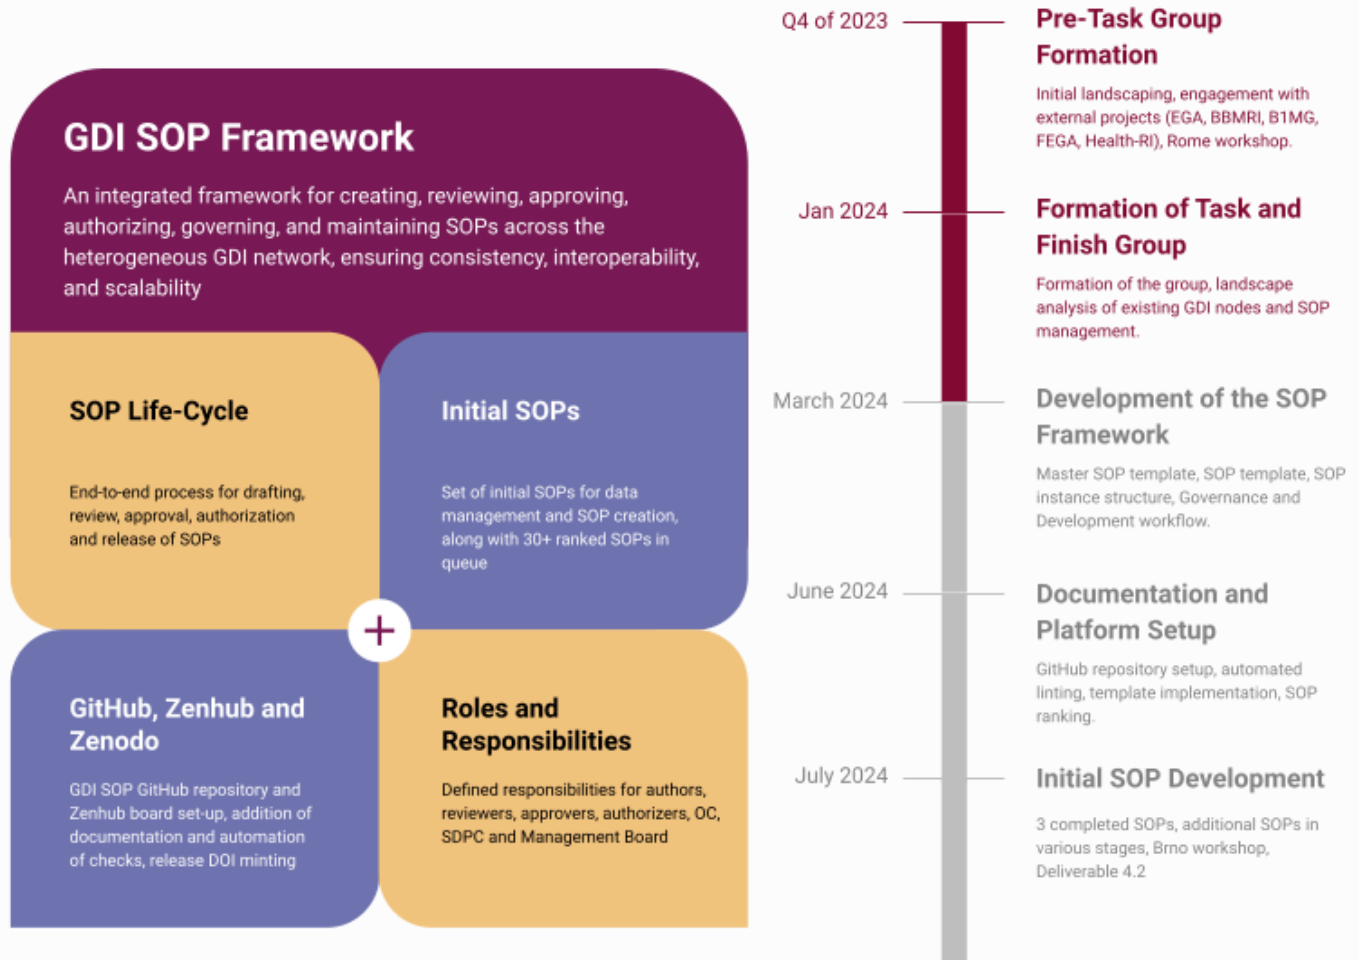 GDI SOP Framework
An integrated framework for creating, reviewing, approving,
authorizing, governing, and maintaining SOPs across the
heterogeneous GDI network, ensuring consistency, interoperability,
and scalability
SOP Life-Cycle
End-to-end process for drafting,
review, approval, authorization
and release of SOPs
Initial SOPs
Set of initial SOPs for data
management and SOP creation,
along with 30+ ranked SOPs in
queue
GitHub, Zenhub and
Zenodo
GDI SOP GitHub repository and
Zenhub board set-up, addition of
documentation and automation
of checks, release DOI minting
Roles and
Responsibilities
Defined responsibilities for authors,
reviewers, approvers, authorizers, OC,
SDPC and Management Board
Q4 of 2023
Pre-Task Group
Formation
Initial landscaping, engagement with
external projects (EGA, BBMRI, B1MG,
FEGA, Health-RI), Rome workshop.
Jan 2024
Formation of Task and
Finish Group
Formation of the group, landscape
analysis of existing GDI nodes and SOP
management.
March 2024
Development of the SOP
Framework
Master SOP template, SOP template, SOP
instance structure, Governance and
Development workflow.
June 2024
Documentation and
Platform Setup
GitHub repository setup, automated
linting, template implementation, SOP
ranking.
July 2024
Initial SOP Development
3 completed SOPs, additional SOPs in
various stages, Brno workshop,
Deliverable 4.2